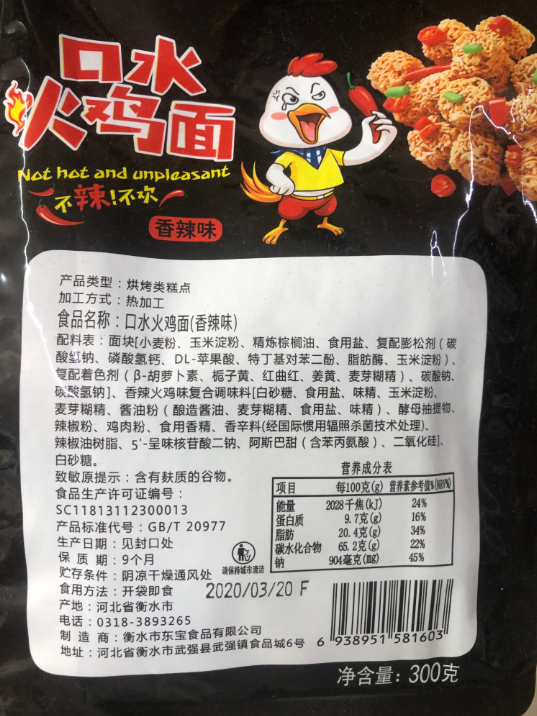 口水
火鸡面
Not hot and unpleasant
不辣!不欢
香辣味
产品类型：烘烤类糕点
加工方式：热加工
食品名称：口水火鸡面(香辣味)
配料表：面块[小麦粉、玉米淀粉、精炼棕榈油、食用盐、复配膨松剂（碳
酸氢钠、磷酸氢钙、DL-苹果酸、特丁基对苯二酚、脂肪酶、玉米淀粉）、
复配着色剂（β-胡萝卜素、栀子黄、红曲红、姜黄、麦芽糊精）、碳酸钠、
碳酸氢钠]、香辣火鸡味复合调味料[白砂糖、食用盐、味精、玉米淀粉、
麦芽糊精、酱油粉（酿造酱油、麦芽糊精、食用盐、味精）、酵母抽提物、
辣椒粉、鸡肉粉、食用香精、香辛料(经国际惯用辐照杀菌技术处理)、
辣椒油树脂、5'-呈味核苷酸二钠、阿斯巴甜（含苯丙氨酸）、二氧化硅]、
白砂糖。
致敏原提示：含有麸质的谷物。
食品生产许可证编号：
SC11813112300013
产品标准代号：GB/T 20977
生产日期：见封口处
保 质 期：9个月
贮存条件：阴凉干燥通风处
食用方法：开袋即食
产地：河北省衡水市
电话：0318-3893265
制 造 商：衡水市东宝食品有限公司
地址：河北省衡水市武强县武强镇食品城6号
营养成分表
项目 每100克(g) 营养素参考值%(NRV%)
能量 2028千焦(kJ) 24%
蛋白质 9.7克(g) 16%
脂肪 20.4克(g) 34%
碳水化合物 65.2克(g) 22%
钠 904毫克(mg) 45%
请保持城市清洁
2020/03/20 F
6 938951 581603
净含量：300克